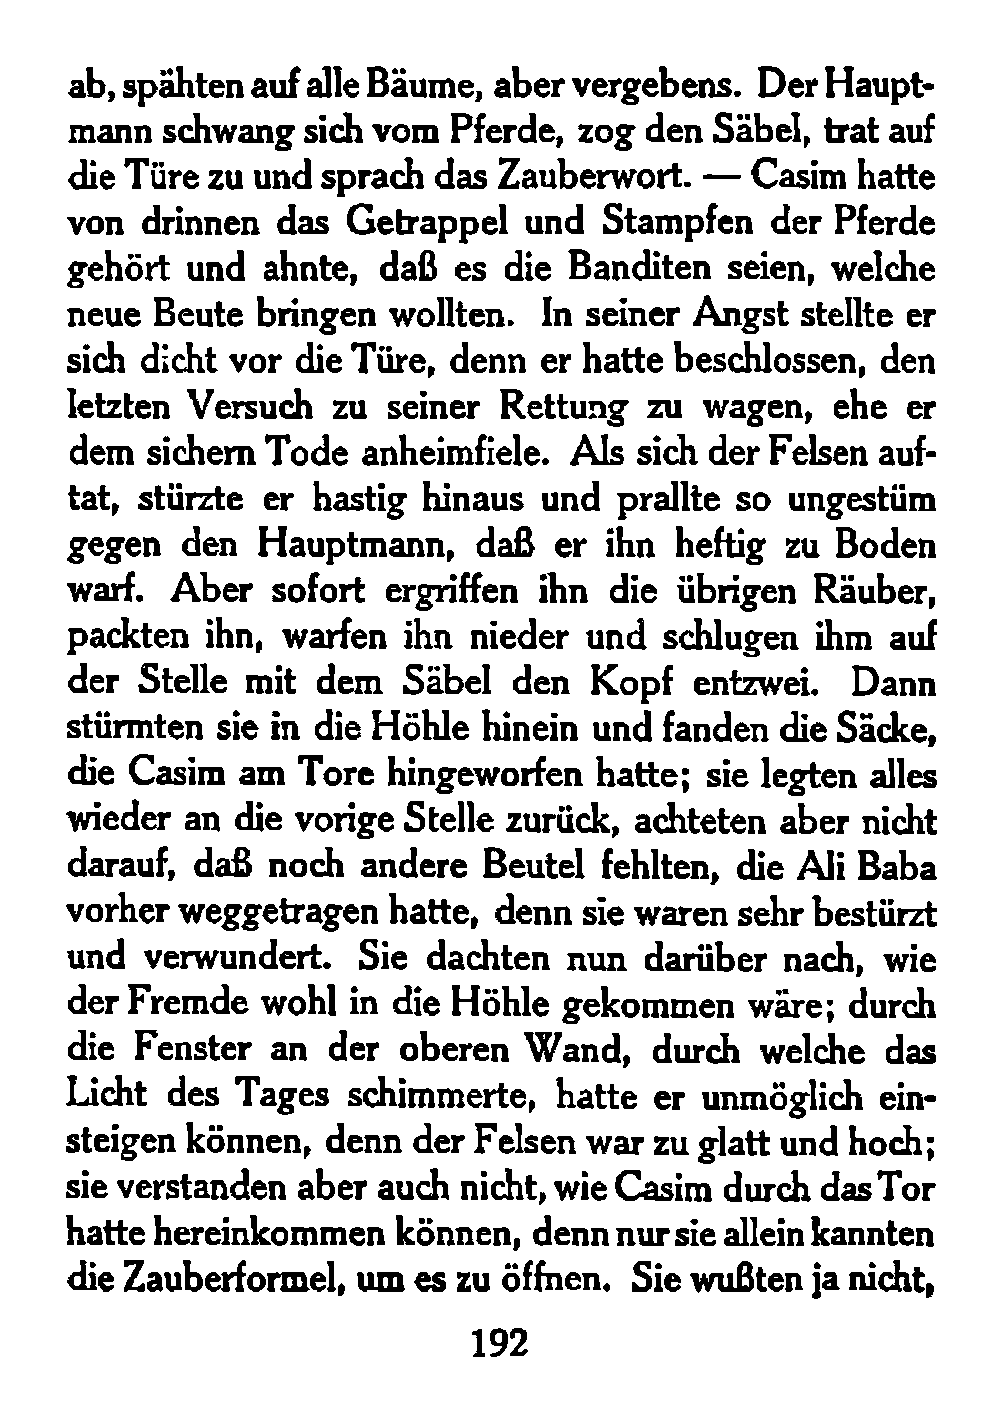 ab, spähten auf alle Bäume, aber vergebens. Der Haupt-
mann schwang sich vom Pferde, zog den Säbel, trat auf
die Türe zu und sprach das Zauberwort. — Casim hatte
von drinnen das Getrappel und Stampfen der Pferde
gehört und ahnte, daß es die Banditen seien, welche
neue Beute bringen wollten. In seiner Angst stellte er
sich dicht vor die Türe, denn er hatte beschlossen, den
letzten Versuch zu seiner Rettung zu wagen, ehe er
dem sichern Tode anheimfiele. Als sich der Felsen auf-
tat, stürzte er hastig hinaus und prallte so ungestüm
gegen den Hauptmann, daß er ihn heftig zu Boden
warf. Aber sofort ergriffen ihn die übrigen Räuber,
packten ihn, warfen ihn nieder und schlugen ihm auf
der Stelle mit dem Säbel den Kopf entzwei. Dann
stürmten sie in die Höhle hinein und fanden die Säcke,
die Casim am Tore hingeworfen hatte; sie legten alles
wieder an die vorige Stelle zurück, achteten aber nicht
darauf, daß noch andere Beutel fehlten, die Ali Baba
vorher weggetragen hatte, denn sie waren sehr bestürzt
und verwundert. Sie dachten nun darüber nach, wie
der Fremde wohl in die Höhle gekommen wäre; durch
die Fenster an der oberen Wand, durch welche das
Licht des Tages schimmerte, hatte er unmöglich ein-
steigen können, denn der Felsen war zu glatt und hoch;
sie verstanden aber auch nicht, wie Casim durch das Tor
hatte hereinkommen können, denn nur sie allein kannten
die Zauberformel, um es zu öffnen. Sie wußten ja nicht,
192